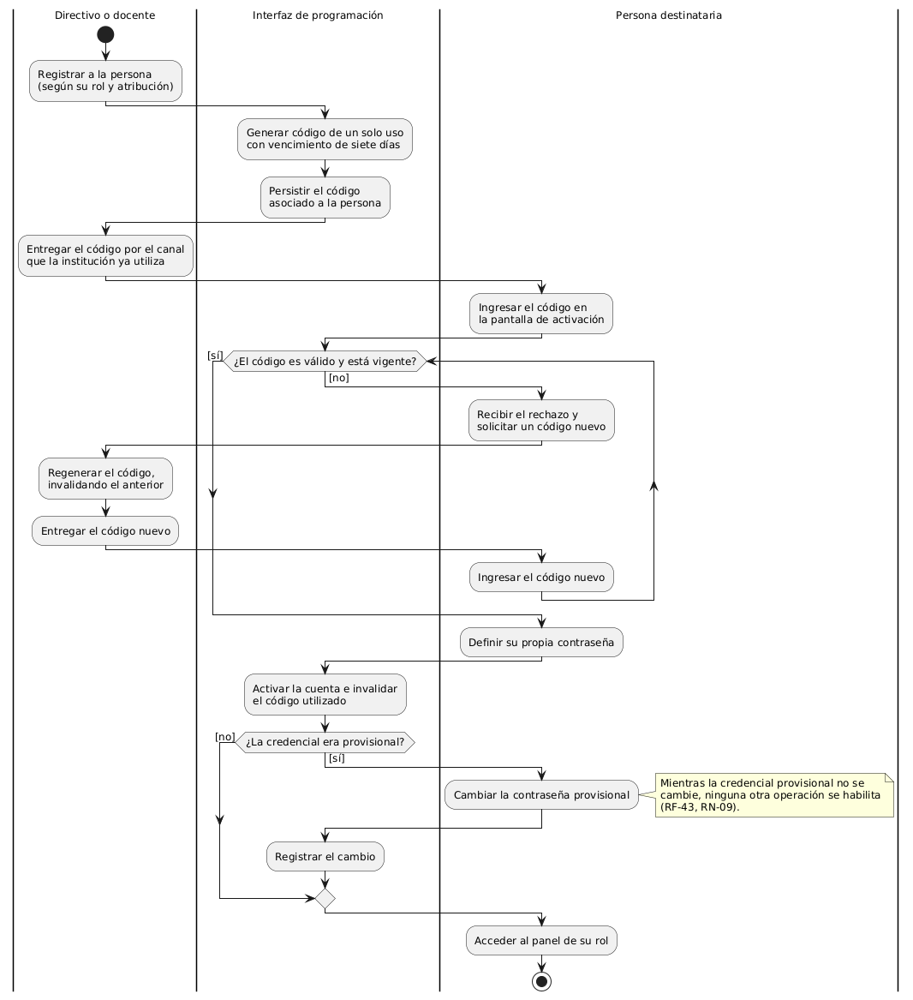 Directivo o docente
Interfaz de programación
Persona destinataria
Registrar a la persona
(según su rol y atribución)
Generar código de un solo uso
con vencimiento de siete días
Persistir el código
asociado a la persona
Entregar el código por el canal
que la institución ya utiliza
Ingresar el código en
la pantalla de activación
[sí]
¿El código es válido y está vigente?
[no]
Recibir el rechazo y
solicitar un código nuevo
Regenerar el código,
invalidando el anterior
Entregar el código nuevo
Ingresar el código nuevo
Definir su propia contraseña
Activar la cuenta e invalidar
el código utilizado
[no]
¿La credencial era provisional?
[sí]
Cambiar la contraseña provisional
Mientras la credencial provisional no se
cambie, ninguna otra operación se habilita
(RF-43, RN-09).
Registrar el cambio
Acceder al panel de su rol